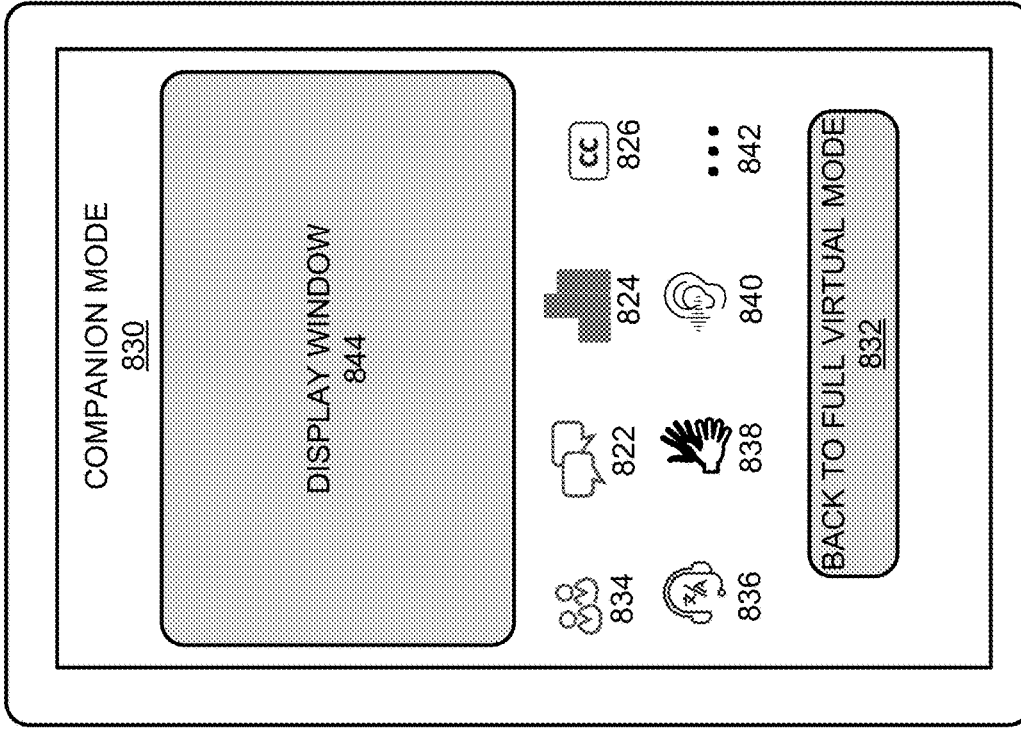 COMPANION MODE
830
DISPLAY WINDOW
844
834
822
824
CC
826
文/A
836
838
840
842
BACK TO FULL VIRTUAL MODE
832